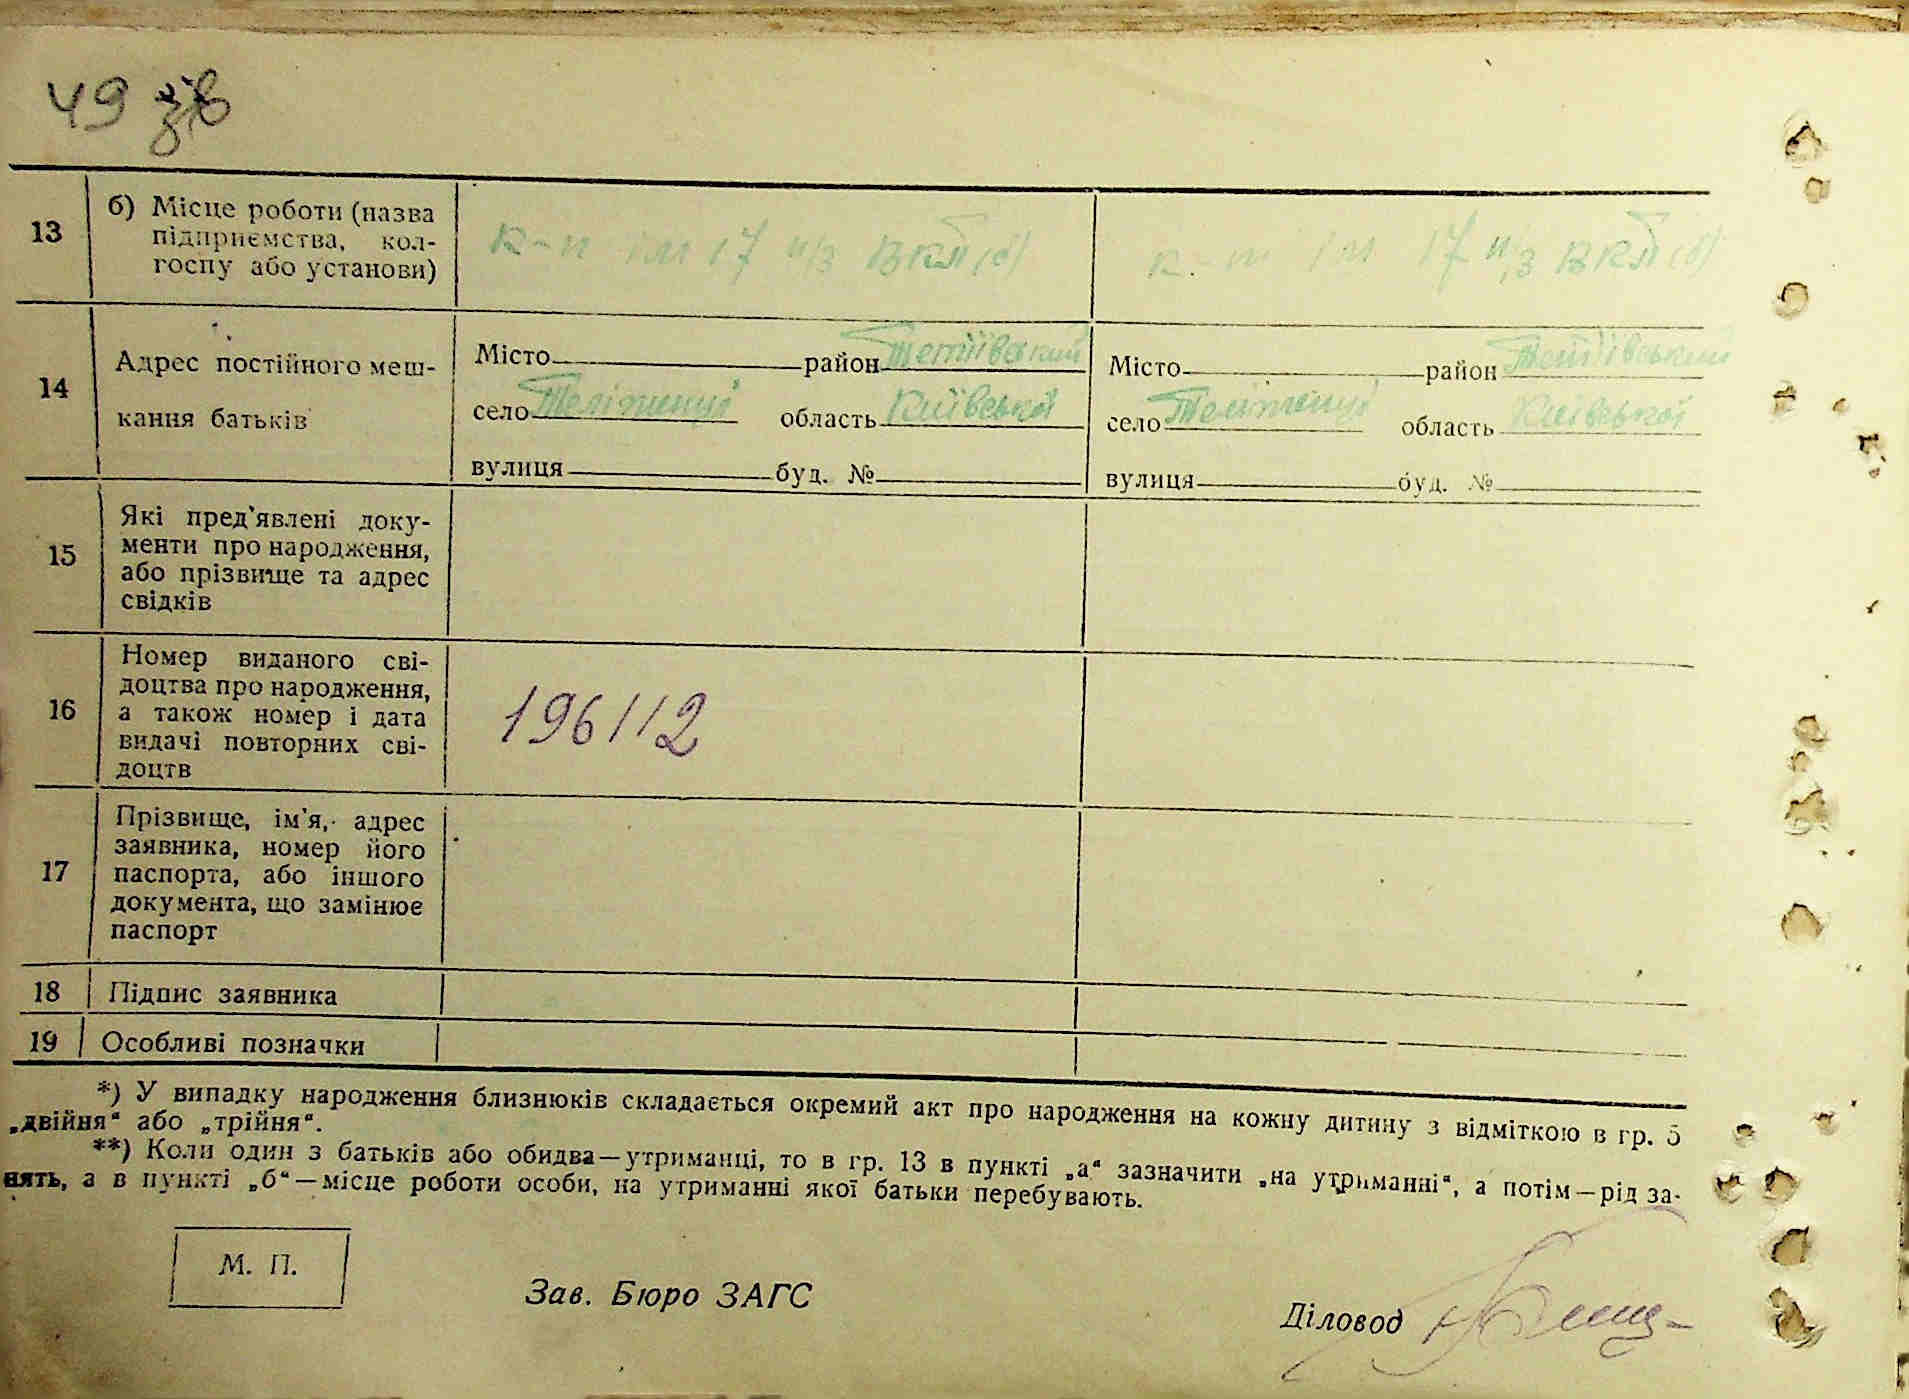 49 зв
13
б) Місце роботи (назва
підприємства, кол-
госпу або установи)
к-п ім 17 п/з ВКП(б)
к-п ім 17 п/з ВКП(б)
14
Адрес постійного меш-
кання батьків
Місто район Тетіївський
село Теліжинці область Київської
вулиця буд. №
Місто район Тетіївський
село Теліжинці область Київської
вулиця буд. №
15
Які пред'явлені доку-
менти про народження,
або прізвище та адрес
свідків
16
Номер виданого сві-
доцтва про народження,
а також номер і дата
видачі повторних сві-
доцтв
196112
17
Прізвище, ім'я, адрес
заявника, номер його
паспорта, або іншого
документа, що замінює
паспорт
18 Підпис заявника
19 Особливі позначки
*) У випадку народження близнюків складається окремий акт про народження на кожну дитину з відміткою в гр. 5
„двійня“ або „трійня“.
**) Коли один з батьків або обидва—утриманці, то в гр. 13 в пункті „а“ зазначити „на утриманні“, а потім—рід за-
нять, а в пункті „б“—місце роботи особи, на утриманні якої батьки перебувають.
М. П.
Зав. Бюро ЗАГС
Діловод